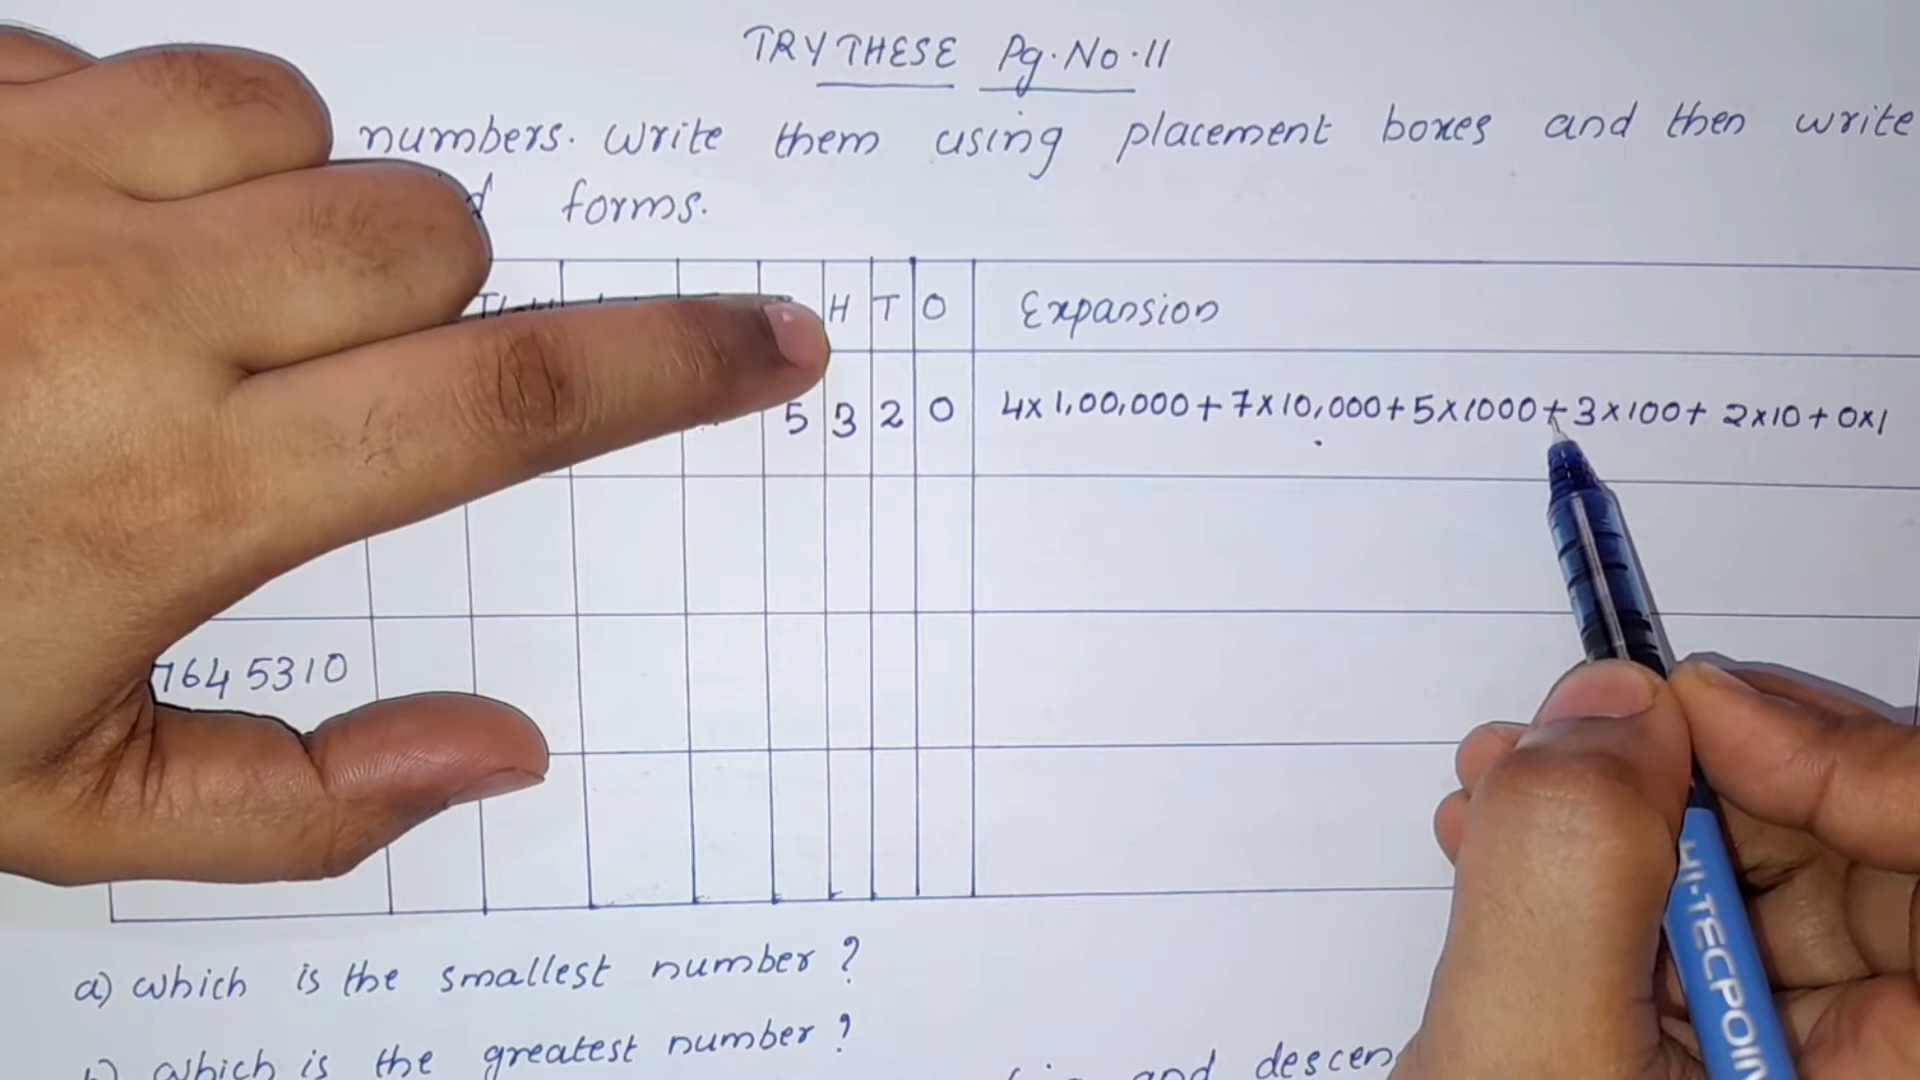 TRY THESE Pg. No. 11
numbers. Write them using placement boxes and then write
forms.
H T O Expansion
5 3 2 0 4x 1,00,000+ 7x10,000+5x1000+3x100+ 2x10+0x1
7645310
a) which is the smallest number?
b) which is the greatest number?
and descen
HI-TECPOIN